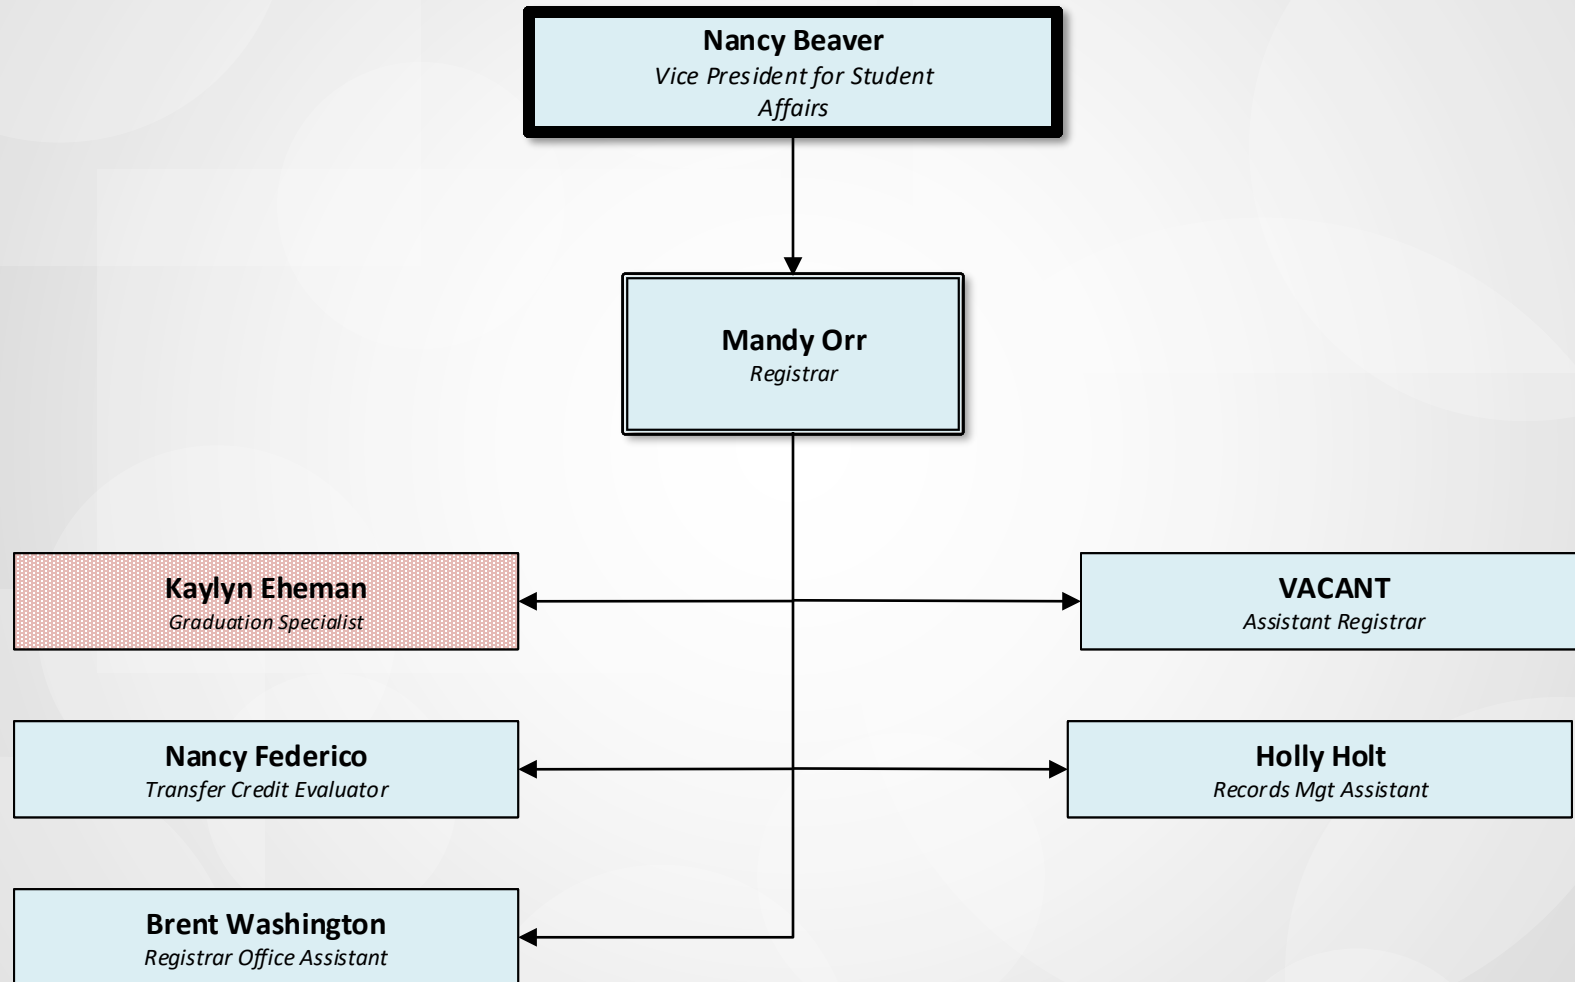 Nancy Beaver
Vice President for Student
Affairs
Mandy Orr
Registrar
Kaylyn Eheman
Graduation Specialist
VACANT
Assistant Registrar
Nancy Federico
Transfer Credit Evaluator
Holly Holt
Records Mgt Assistant
Brent Washington
Registrar Office Assistant